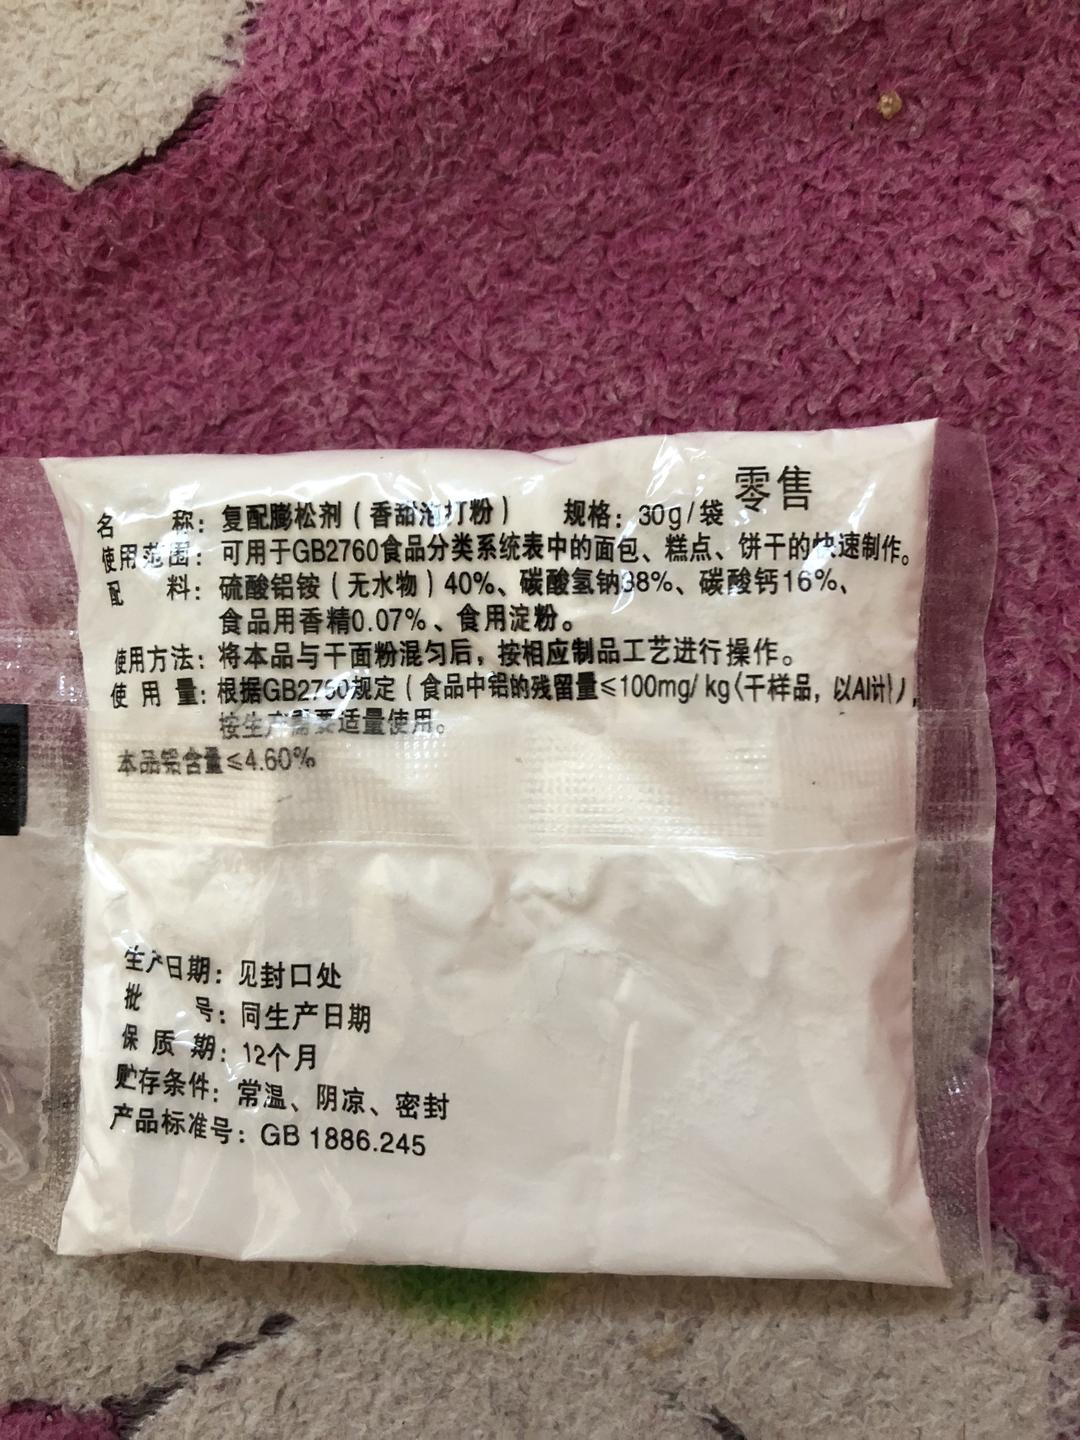 零售
名 称：复配膨松剂（香甜泡打粉） 规格：30g/袋
使用范围：可用于GB2760食品分类系统表中的面包、糕点、饼干的快速制作。
配 料：硫酸铝铵（无水物）40%、碳酸氢钠38%、碳酸钙16%、
食品用香精0.07%、食用淀粉。
使用方法：将本品与干面粉混匀后，按相应制品工艺进行操作。
使 用 量：根据GB2760规定（食品中铝的残留量≤100mg/kg（干样品，以Al计）），
按生产需要适量使用。
本品铝含量≤4.60%
生产日期：见封口处
批 号：同生产日期
保 质 期：12个月
贮存条件：常温、阴凉、密封
产品标准号：GB 1886.245